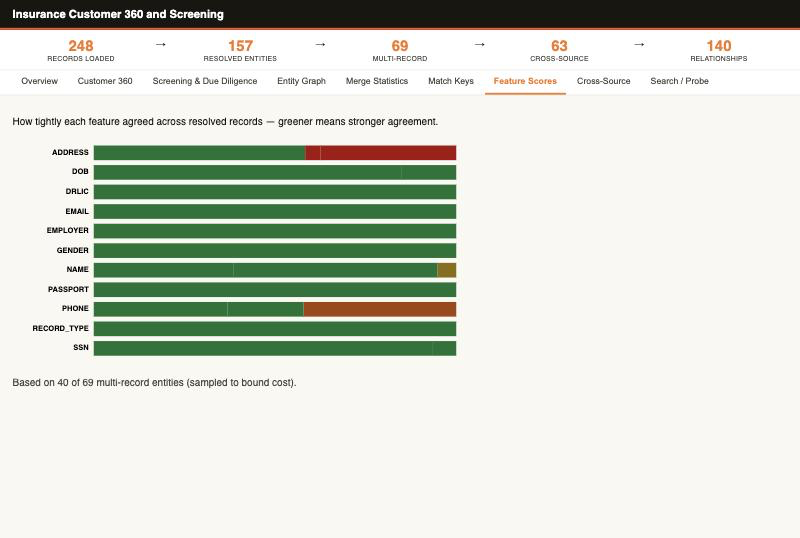 Insurance Customer 360 and Screening
248 → 157 → 69 → 63 → 140
RECORDS LOADED RESOLVED ENTITIES MULTI-RECORD CROSS-SOURCE RELATIONSHIPS
Overview Customer 360 Screening & Due Diligence Entity Graph Merge Statistics Match Keys Feature Scores Cross-Source Search / Probe
How tightly each feature agreed across resolved records — greener means stronger agreement.
ADDRESS
DOB
DRLIC
EMAIL
EMPLOYER
GENDER
NAME
PASSPORT
PHONE
RECORD_TYPE
SSN
Based on 40 of 69 multi-record entities (sampled to bound cost).